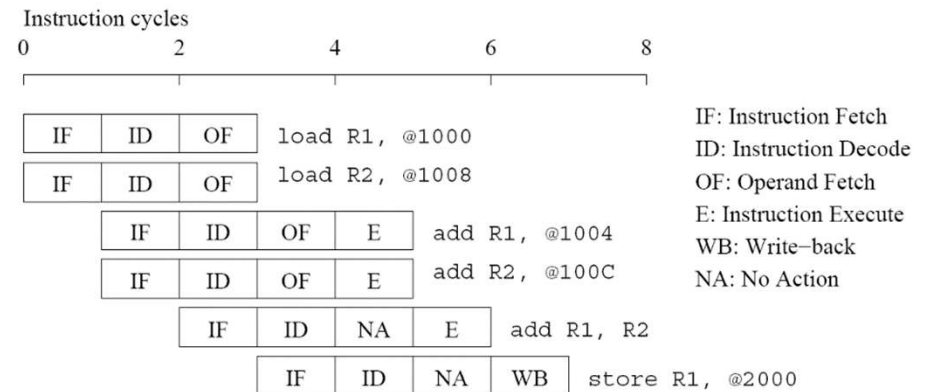 Instruction cycles
0 2 4 6 8
IF ID OF load R1, @1000
IF ID OF load R2, @1008
IF ID OF E add R1, @1004
IF ID OF E add R2, @100C
IF ID NA E add R1, R2
IF ID NA WB store R1, @2000
IF: Instruction Fetch
ID: Instruction Decode
OF: Operand Fetch
E: Instruction Execute
WB: Write−back
NA: No Action